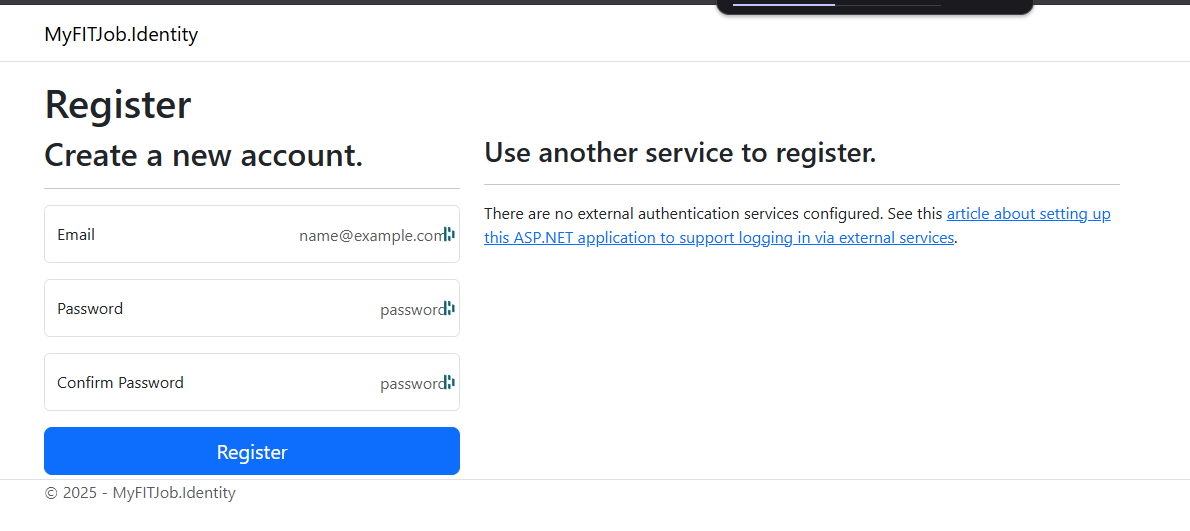 MyFITJob.Identity
Register
Create a new account.
Email
name@example.com
Password
password
Confirm Password
password
Register
Use another service to register.
There are no external authentication services configured. See this article about setting up
this ASP.NET application to support logging in via external services.
© 2025 - MyFITJob.Identity